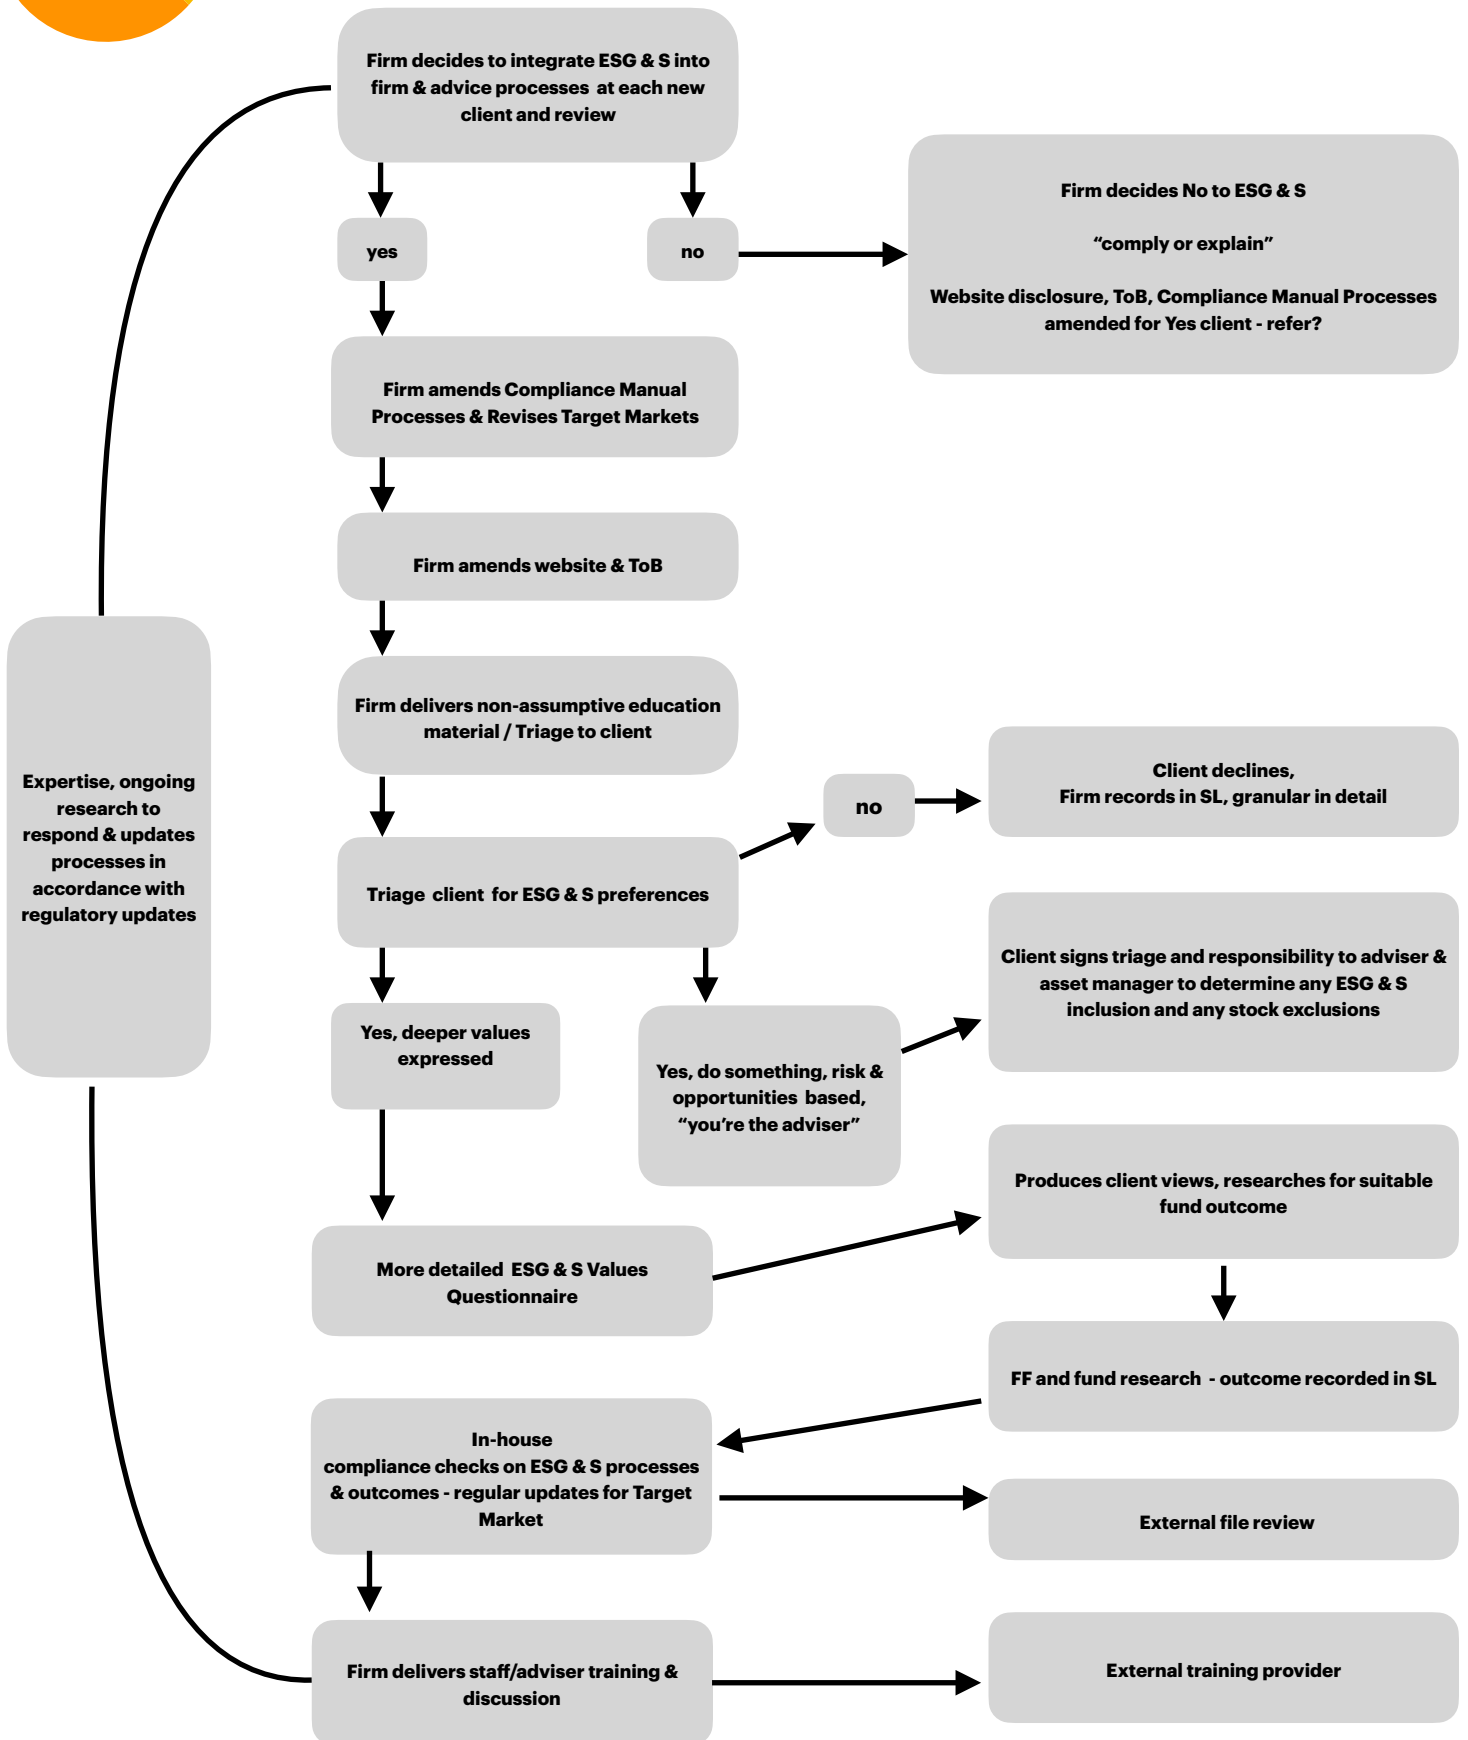 Firm decides to integrate ESG & S into
firm & advice processes at each new
client and review
yes
no
Firm decides No to ESG & S
“comply or explain”
Website disclosure, ToB, Compliance Manual Processes
amended for Yes client - refer?
Firm amends Compliance Manual
Processes & Revises Target Markets
Firm amends website & ToB
Firm delivers non-assumptive education
material / Triage to client
Expertise, ongoing
research to
respond & updates
processes in
accordance with
regulatory updates
Triage client for ESG & S preferences
no
Client declines,
Firm records in SL, granular in detail
Yes, deeper values
expressed
Yes, do something, risk &
opportunities based,
“you’re the adviser”
Client signs triage and responsibility to adviser &
asset manager to determine any ESG & S
inclusion and any stock exclusions
More detailed ESG & S Values
Questionnaire
Produces client views, researches for suitable
fund outcome
FF and fund research - outcome recorded in SL
In-house
compliance checks on ESG & S processes
& outcomes - regular updates for Target
Market
External file review
Firm delivers staff/adviser training &
discussion
External training provider